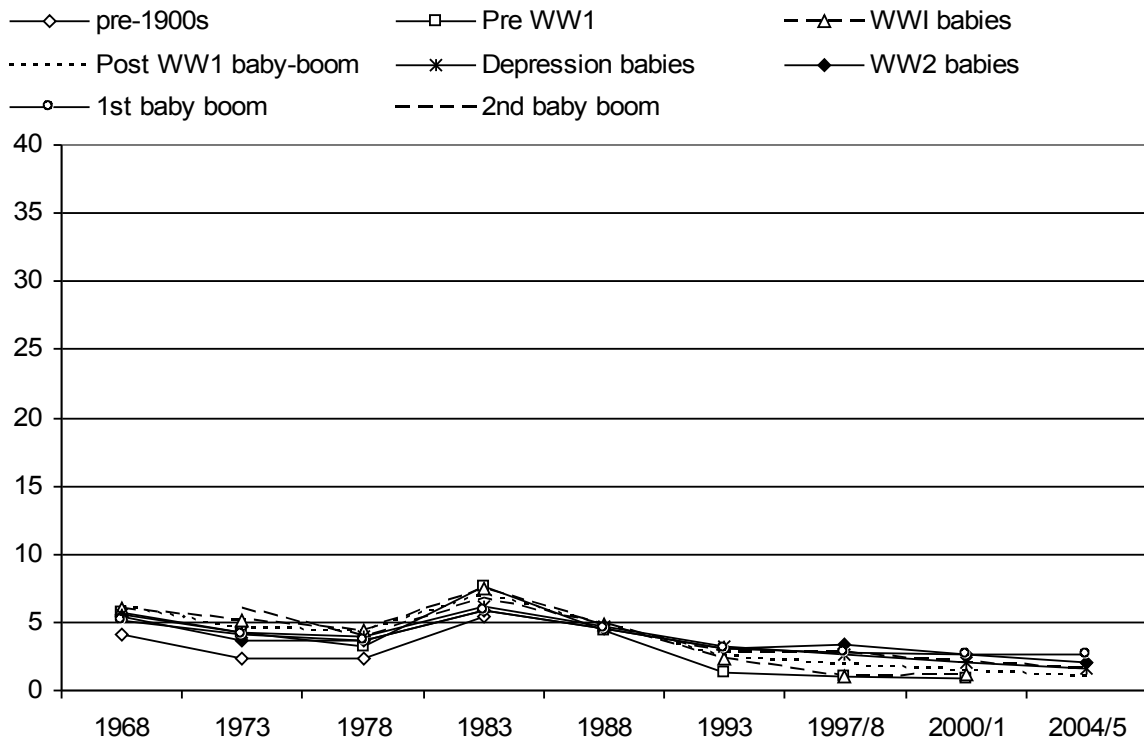 pre-1900s Pre WW1 WWI babies
Post WW1 baby-boom Depression babies WW2 babies
1st baby boom 2nd baby boom
40
35
30
25
20
15
10
5
0
1968 1973 1978 1983 1988 1993 1997/8 2000/1 2004/5